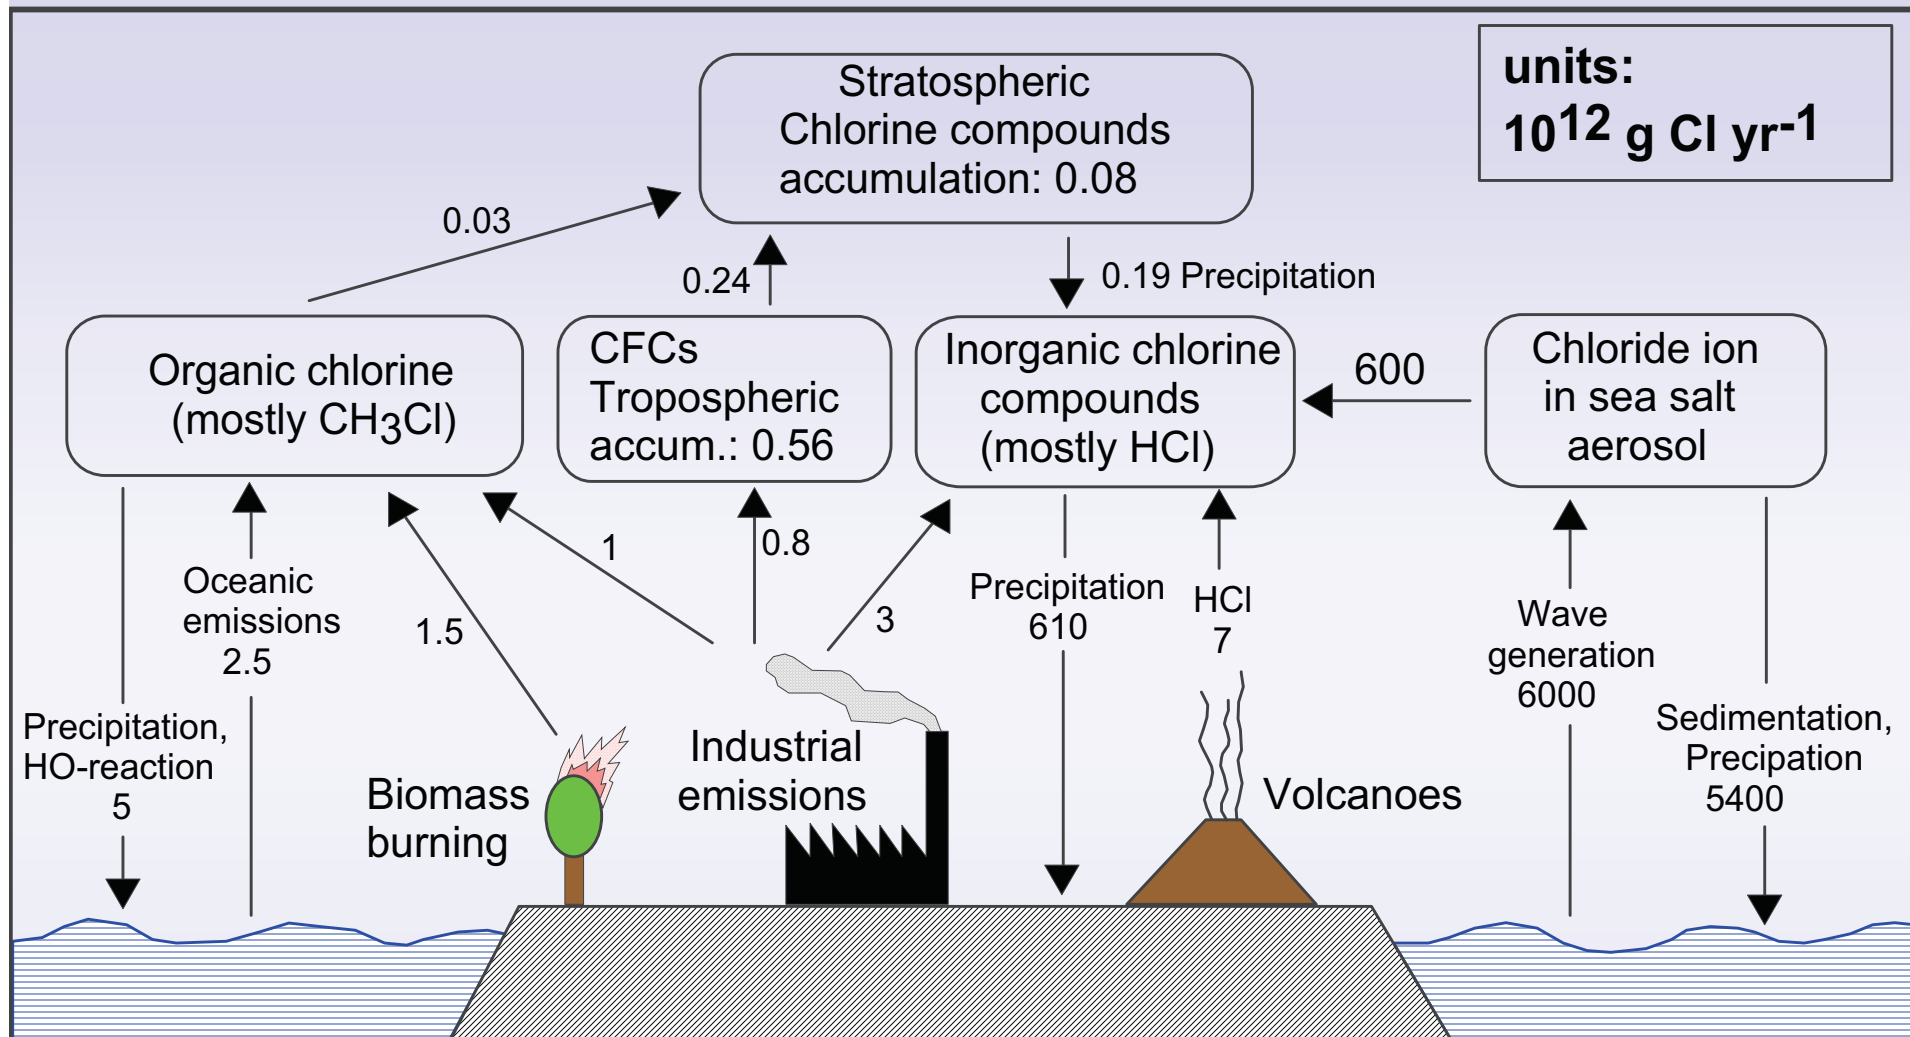 units:
10¹² g Cl yr⁻¹
Stratospheric
Chlorine compounds
accumulation: 0.08
0.03
0.24
0.19 Precipitation
Organic chlorine
(mostly CH₃Cl)
CFCs
Tropospheric
accum.: 0.56
Inorganic chlorine
compounds
(mostly HCl)
600
Chloride ion
in sea salt
aerosol
Precipitation,
HO-reaction
5
Oceanic
emissions
2.5
1.5
1
0.8
3
Precipitation
610
HCl
7
Wave
generation
6000
Sedimentation,
Precipation
5400
Biomass
burning
Industrial
emissions
Volcanoes